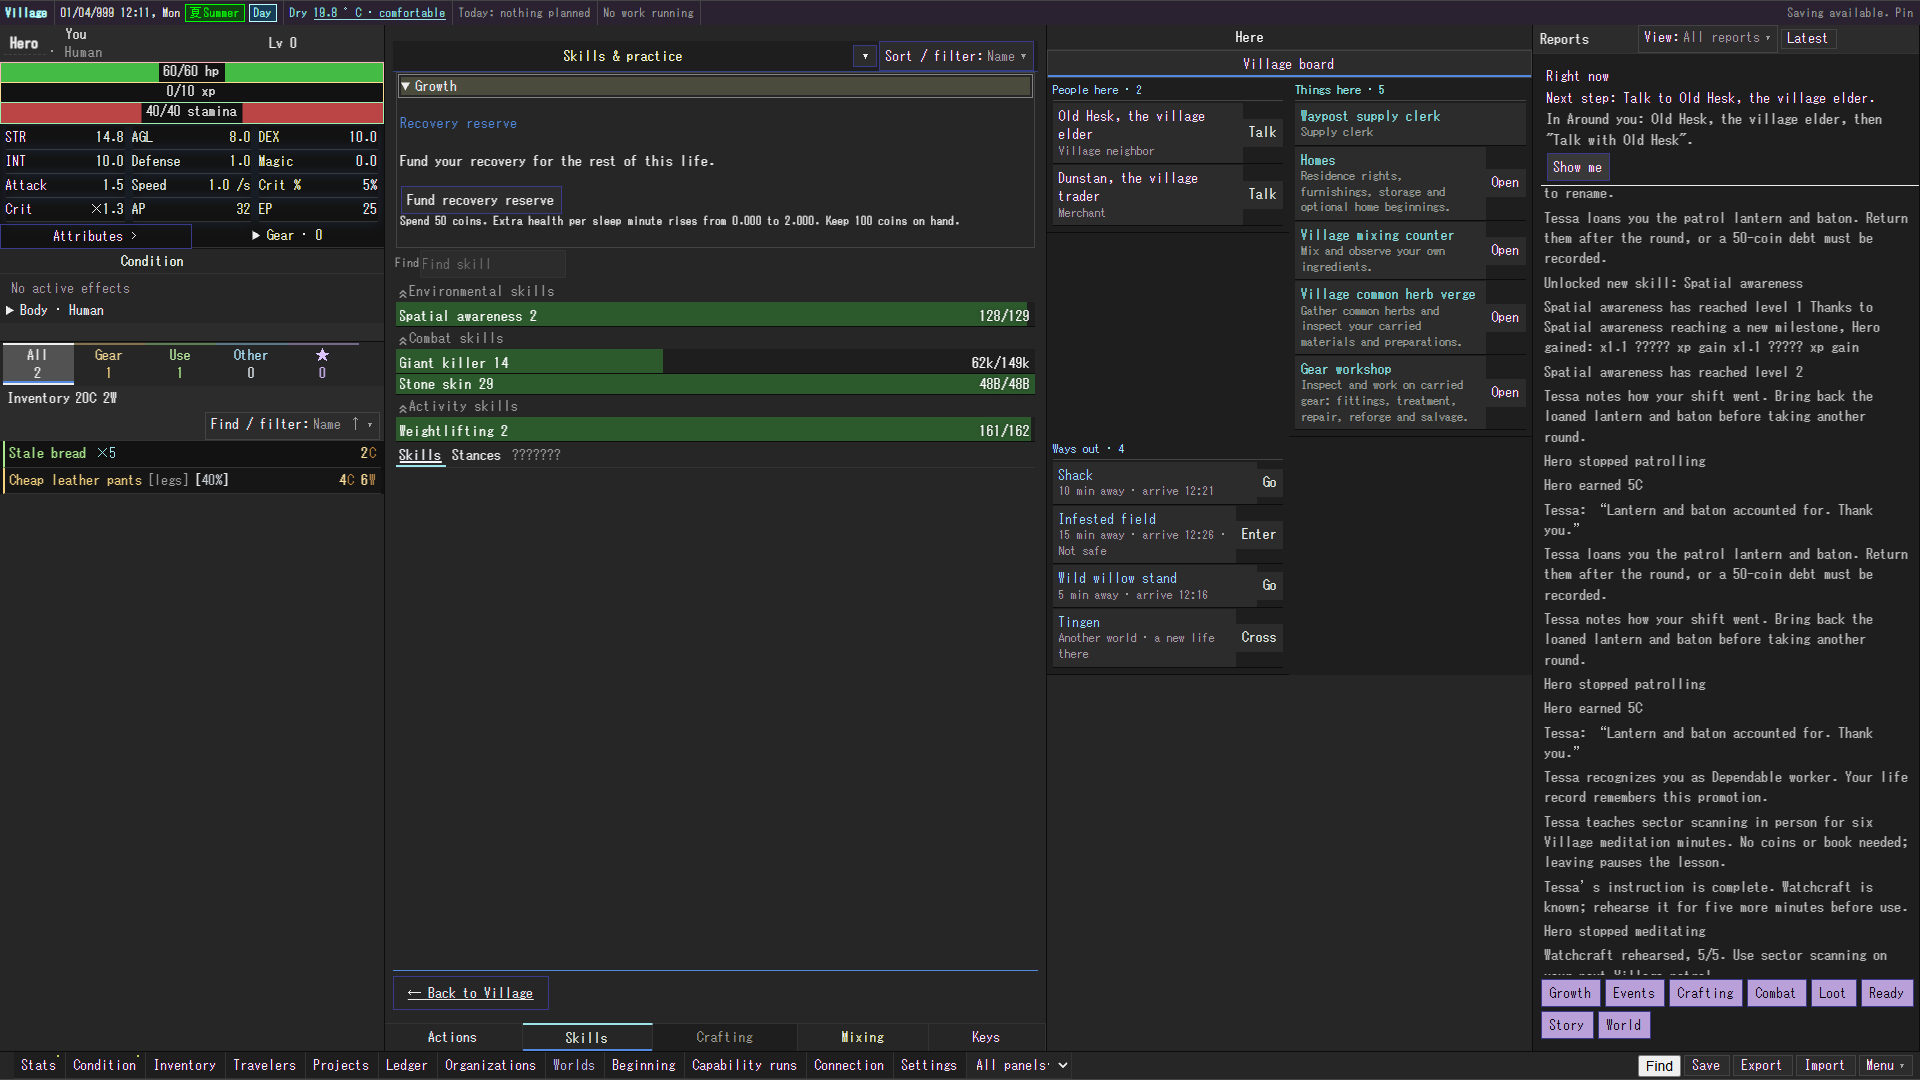 Village 01/04/999 12:11, Mon 夏Summer Day Dry 19.8 ° C · comfortable Today: nothing planned No work running Saving available. Pin
Hero · You
Human
Lv 0
60/60 hp
0/10 xp
40/40 stamina
STR 14.8 AGL 8.0 DEX 10.0
INT 10.0 Defense 1.0 Magic 0.0
Attack 1.5 Speed 1.0 /s Crit % 5%
Crit ×1.3 AP 32 EP 25
Attributes > ▶ Gear · 0
Condition
No active effects
▶ Body · Human
All Gear Use Other ★
2 1 1 0 0
Inventory 20C 2W
Find / filter: Name ↑ ▾
Stale bread ×5 2C
Cheap leather pants [legs] [40%] 4C 6W
Skills & practice ▾ Sort / filter: Name ▾
▼ Growth
Recovery reserve
Fund your recovery for the rest of this life.
Fund recovery reserve
Spend 50 coins. Extra health per sleep minute rises from 0.000 to 2.000. Keep 100 coins on hand.
Find Find skill
Environmental skills
Spatial awareness 2 128/129
Combat skills
Giant killer 14 62k/149k
Stone skin 29 48B/48B
Activity skills
Weightlifting 2 161/162
Skills Stances ???????
← Back to Village
Actions Skills Crafting Mixing Keys
Here
Village board
People here · 2
Old Hesk, the village
elder
Village neighbor
Talk
Dunstan, the village
trader
Merchant
Talk
Things here · 5
Waypost supply clerk
Supply clerk
Homes
Residence rights,
furnishings, storage and
optional home beginnings.
Open
Village mixing counter
Mix and observe your own
ingredients.
Open
Village common herb verge
Gather common herbs and
inspect your carried
materials and preparations.
Open
Gear workshop
Inspect and work on carried
gear: fittings, treatment,
repair, reforge and salvage.
Open
Ways out · 4
Shack
10 min away · arrive 12:21
Go
Infested field
15 min away · arrive 12:26 ·
Not safe
Enter
Wild willow stand
5 min away · arrive 12:16
Go
Tingen
Another world · a new life
there
Cross
Reports View: All reports ▾ Latest
Right now
Next step: Talk to Old Hesk, the village elder.
In Around you: Old Hesk, the village elder, then
"Talk with Old Hesk".
Show me
to rename.
Tessa loans you the patrol lantern and baton. Return
them after the round, or a 50-coin debt must be
recorded.
Unlocked new skill: Spatial awareness
Spatial awareness has reached level 1 Thanks to
Spatial awareness reaching a new milestone, Hero
gained: x1.1 ????? xp gain x1.1 ????? xp gain
Spatial awareness has reached level 2
Tessa notes how your shift went. Bring back the
loaned lantern and baton before taking another
round.
Hero stopped patrolling
Hero earned 5C
Tessa: “Lantern and baton accounted for. Thank
you.”
Tessa loans you the patrol lantern and baton. Return
them after the round, or a 50-coin debt must be
recorded.
Tessa notes how your shift went. Bring back the
loaned lantern and baton before taking another
round.
Hero stopped patrolling
Hero earned 5C
Tessa: “Lantern and baton accounted for. Thank
you.”
Tessa recognizes you as Dependable worker. Your life
record remembers this promotion.
Tessa teaches sector scanning in person for six
Village meditation minutes. No coins or book needed;
leaving pauses the lesson.
Tessa’s instruction is complete. Watchcraft is
known; rehearse it for five more minutes before use.
Hero stopped meditating
Watchcraft rehearsed, 5/5. Use sector scanning on
Growth Events Crafting Combat Loot Ready
Story World
Stats Condition Inventory Travelers Projects Ledger Organizations Worlds Beginning Capability runs Connection Settings All panels Find Save Export Import Menu